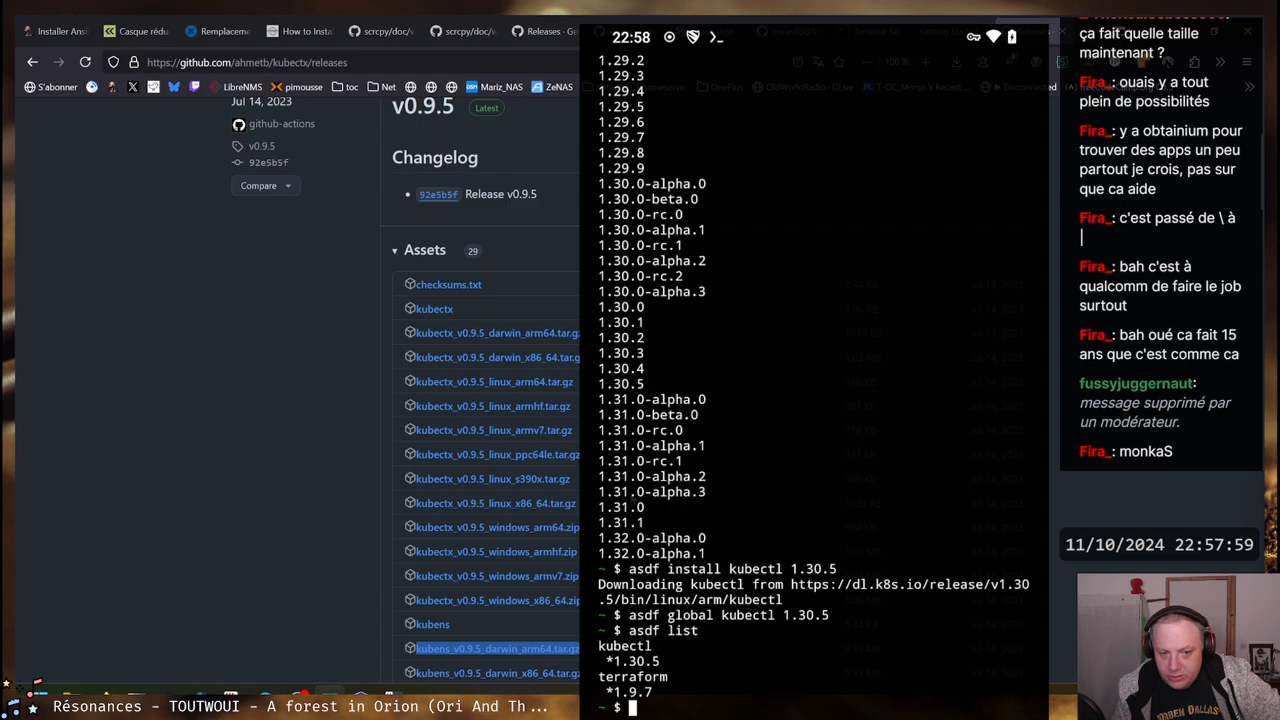 Installer Ans
Casque réduc
Remplaceme
How to Instal
scrcpy/doc/w
scrcpy/doc/w
Releases · Ge
https://github.com/ahmetb/kubectx/releases
100 %
S'abonner
LibreNMS
plmouse
toc
Net
Mariz_NAS
ZeNAS
OnePlus
OldWorldRadio - DLive
T-OC_Morph's Recent ...
Jul 14, 2023
github-actions
v0.9.5
92e5b5f
Compare
v0.9.5
Latest
Changelog
92e5b5f Release v0.9.5
Assets 29
checksums.txt
kubectx
kubectx_v0.9.5_darwin_arm64.tar.gz
kubectx_v0.9.5_darwin_x86_64.tar.g
kubectx_v0.9.5_linux_arm64.tar.gz
kubectx_v0.9.5_linux_armhf.tar.gz
kubectx_v0.9.5_linux_armv7.tar.gz
kubectx_v0.9.5_linux_ppc64le.tar.gz
kubectx_v0.9.5_linux_s390x.tar.gz
kubectx_v0.9.5_linux_x86_64.tar.gz
kubectx_v0.9.5_windows_arm64.zip
kubectx_v0.9.5_windows_armhf.zip
kubectx_v0.9.5_windows_armv7.zip
kubectx_v0.9.5_windows_x86_64.zip
kubens
kubens_v0.9.5_darwin_arm64.tar.gz
kubens_v0.9.5_darwin_x86_64.tar.gz
22:58
1.29.2
1.29.3
1.29.4
1.29.5
1.29.6
1.29.7
1.29.8
1.29.9
1.30.0-alpha.0
1.30.0-beta.0
1.30.0-rc.0
1.30.0-alpha.1
1.30.0-rc.1
1.30.0-alpha.2
1.30.0-rc.2
1.30.0-alpha.3
1.30.0
1.30.1
1.30.2
1.30.3
1.30.4
1.30.5
1.31.0-alpha.0
1.31.0-beta.0
1.31.0-rc.0
1.31.0-alpha.1
1.31.0-rc.1
1.31.0-alpha.2
1.31.0-alpha.3
1.31.0
1.31.1
1.32.0-alpha.0
1.32.0-alpha.1
~ $ asdf install kubectl 1.30.5
Downloading kubectl from https://dl.k8s.io/release/v1.30
.5/bin/linux/arm/kubectl
~ $ asdf global kubectl 1.30.5
~ $ asdf list
kubectl
*1.30.5
terraform
*1.9.7
~ $
ça fait quelle taille
maintenant ?
Fira_: ouais y a tout
plein de possibilités
Fira_: y a obtainium pour
trouver des apps un peu
partout je crois, pas sur
que ca aide
Fira_: c'est passé de \ à
|
Fira_: bah c'est à
qualcomm de faire le job
surtout
Fira_: bah oué ca fait 15
ans que c'est comme ca
fussyjuggernaut:
message supprimé par
un modérateur.
Fira_: monkaS
11/10/2024 22:57:59
Résonances - TOUTWOUI - A forest in Orion (Ori And Th...